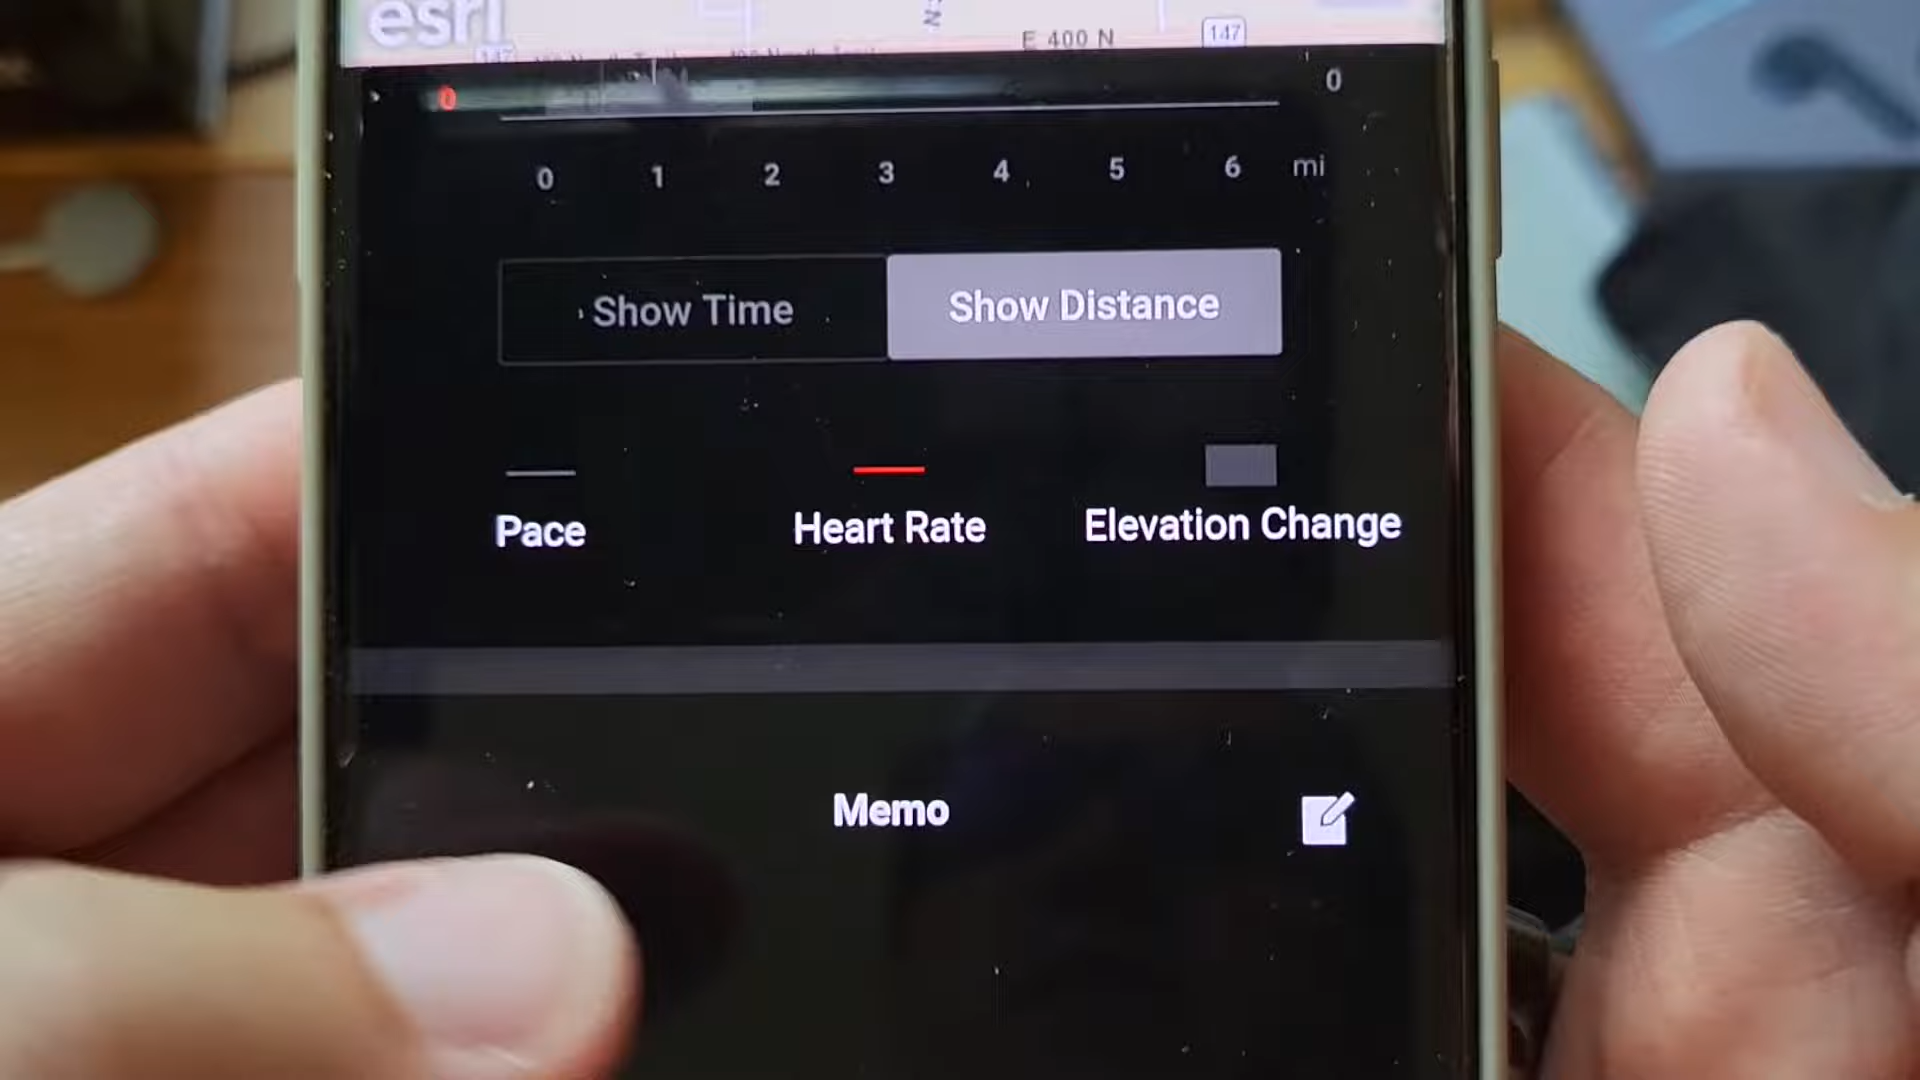 esri
E 400 N
147
147
0
0
0 1 2 3 4 5 6 mi
Show Time
Show Distance
Pace
Heart Rate
Elevation Change
Memo